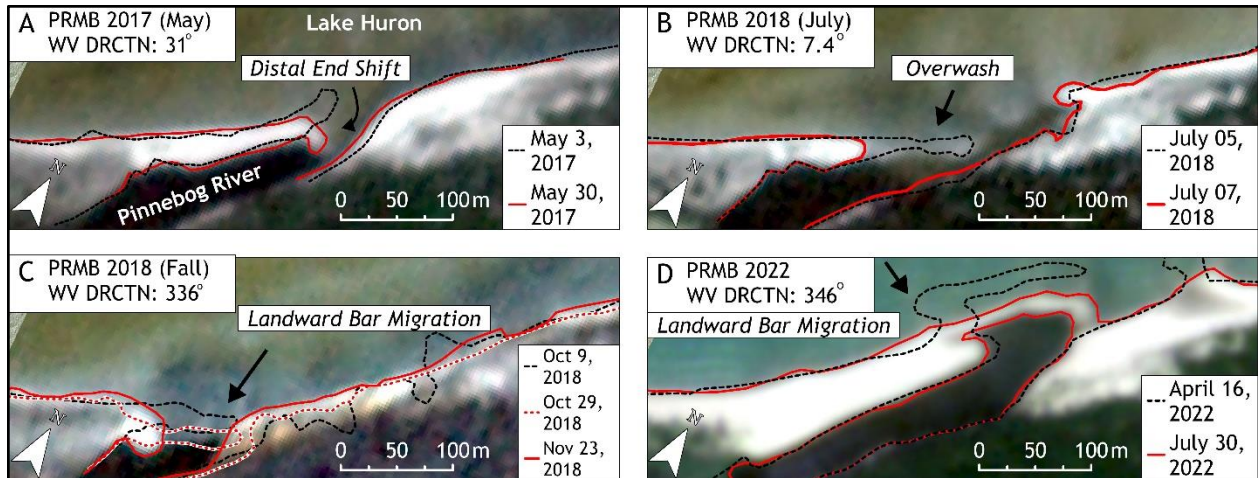 A PRMB 2017 (May)
WV DRCTN: 31°
Lake Huron
Distal End Shift
Pinnebog River
N
0 50 100m
May 3,
2017
May 30,
2017
B PRMB 2018 (July)
WV DRCTN: 7.4°
Overwash
N
0 50 100m
July 05,
2018
July 07,
2018
C PRMB 2018 (Fall)
WV DRCTN: 336°
Landward Bar Migration
N
0 50 100m
Oct 9,
2018
Oct 29,
2018
Nov 23,
2018
D PRMB 2022
WV DRCTN: 346°
Landward Bar Migration
N
0 50 100m
April 16,
2022
July 30,
2022